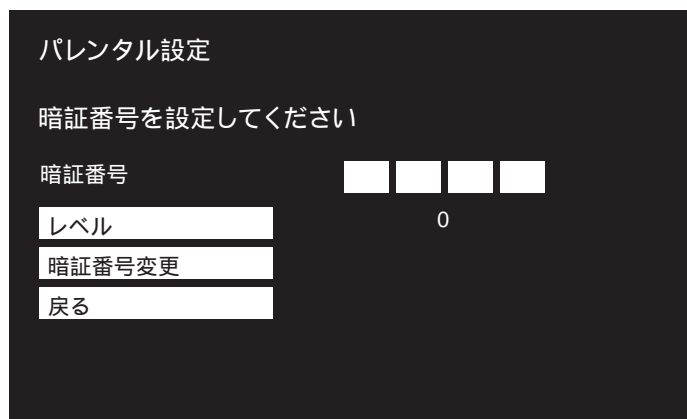 パレンタル設定
暗証番号を設定してください
暗証番号
レベル 0
暗証番号変更
戻る